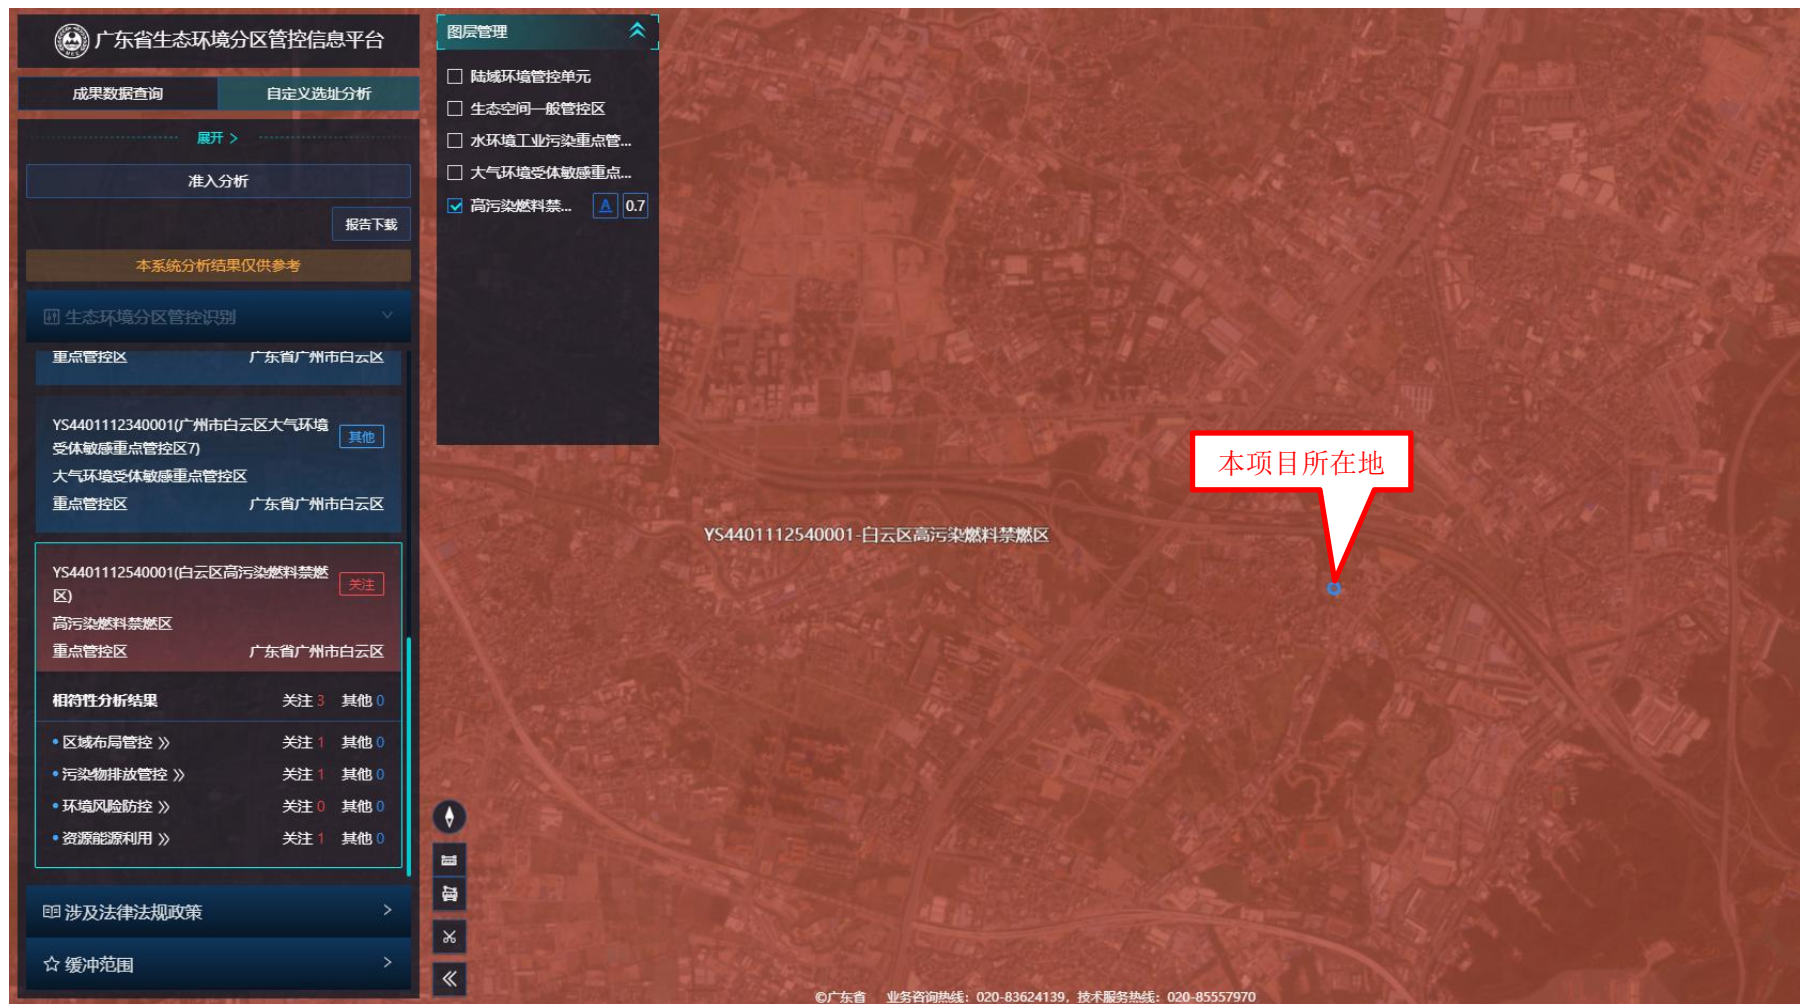 广东省生态环境分区管控信息平台
成果数据查询 自定义选址分析
展开 >
准入分析
报告下载
本系统分析结果仅供参考
生态环境分区管控识别
重点管控区 广东省广州市白云区
YS4401112340001(广州市白云区大气环境
受体敏感重点管控区7)
其他
大气环境受体敏感重点管控区
重点管控区 广东省广州市白云区
YS4401112540001(白云区高污染燃料禁燃
区)
关注
高污染燃料禁燃区
重点管控区 广东省广州市白云区
相符性分析结果 关注 3 其他 0
• 区域布局管控 》 关注 1 其他 0
• 污染物排放管控 》 关注 1 其他 0
• 环境风险防控 》 关注 0 其他 0
• 资源能源利用 》 关注 1 其他 0
涉及法律法规政策 >
缓冲范围 >
图层管理
陆域环境管控单元
生态空间一般管控区
水环境工业污染重点管...
大气环境受体敏感重点...
高污染燃料禁... A 0.7
本项目所在地
YS4401112540001-白云区高污染燃料禁燃区
©广东省 业务咨询热线：020-83624139，技术服务热线：020-85557970